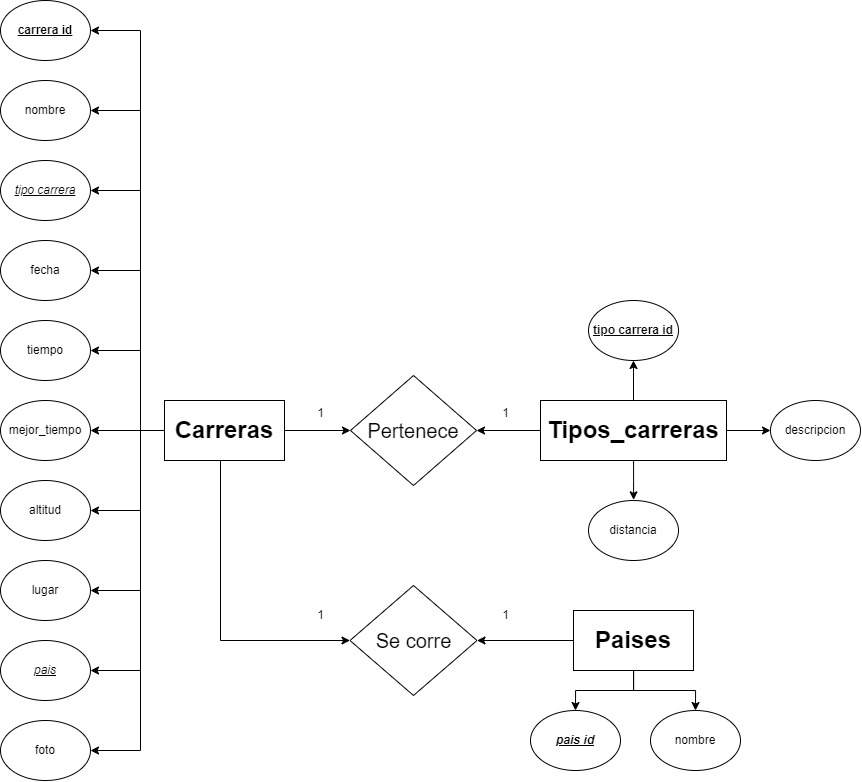 carrera id
nombre
tipo carrera
fecha
tiempo
mejor_tiempo
altitud
lugar
pais
foto
Carreras
1
Pertenece
1
Tipos_carreras
tipo carrera id
descripcion
distancia
1
Se corre
1
Paises
pais id
nombre